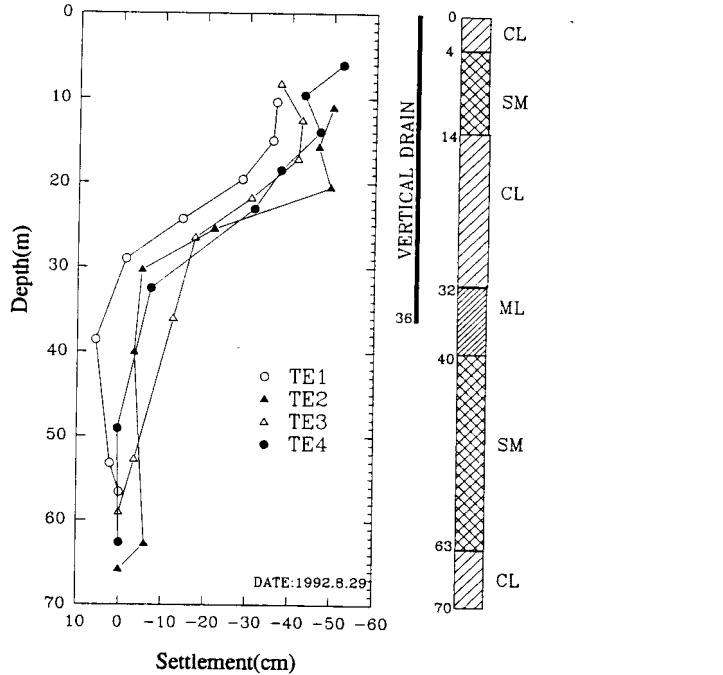 0
10
20
30
40
50
60
70
Depth(m)
10 0 -10 -20 -30 -40 -50 -60
Settlement(cm)
TE1
TE2
TE3
TE4
DATE:1992.8.29
VERTICAL DRAIN
36
0
4
14
32
40
63
70
CL
SM
CL
ML
SM
CL